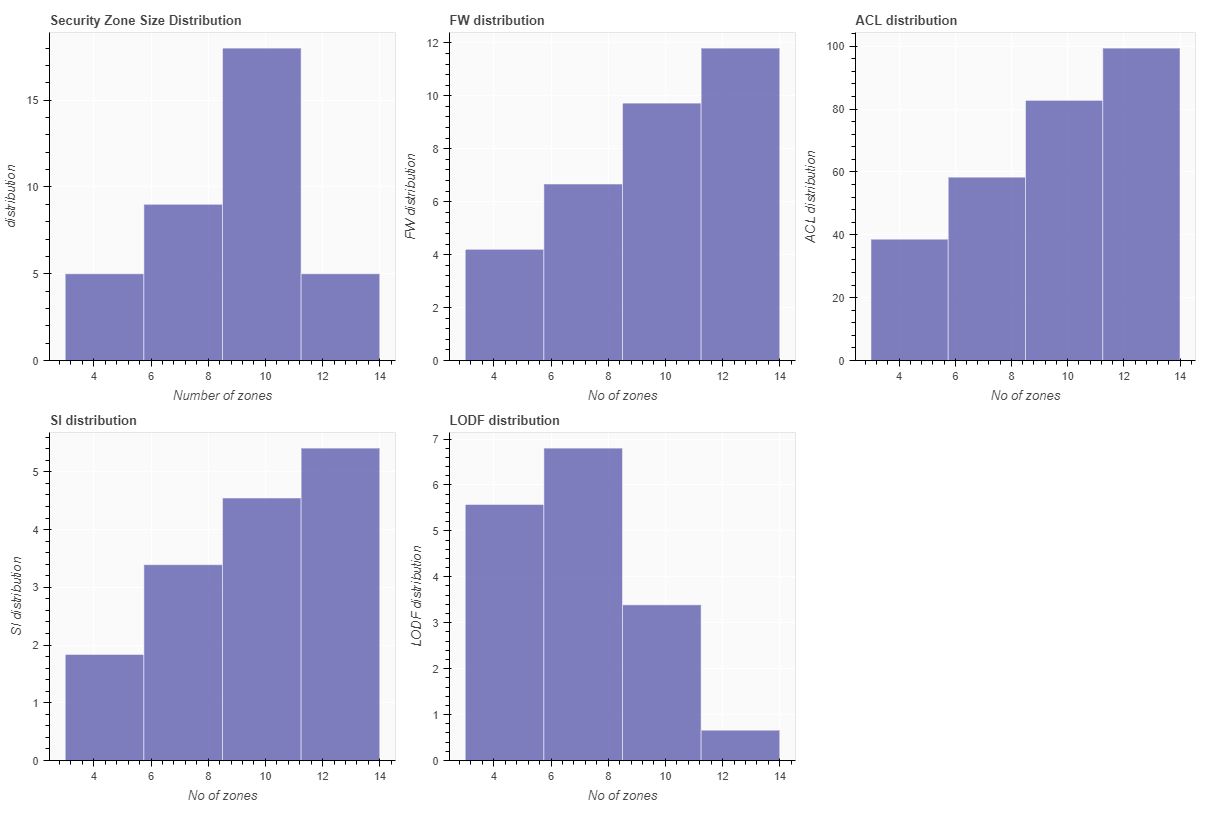 Security Zone Size Distribution
distribution
15
10
5
0
4 6 8 10 12 14
Number of zones
FW distribution
FW distribution
12
10
8
6
4
2
0
4 6 8 10 12 14
No of zones
ACL distribution
ACL distribution
100
80
60
40
20
0
4 6 8 10 12 14
No of zones
SI distribution
SI distribution
5
4
3
2
1
0
4 6 8 10 12 14
No of zones
LODF distribution
LODF distribution
7
6
5
4
3
2
1
0
4 6 8 10 12 14
No of zones